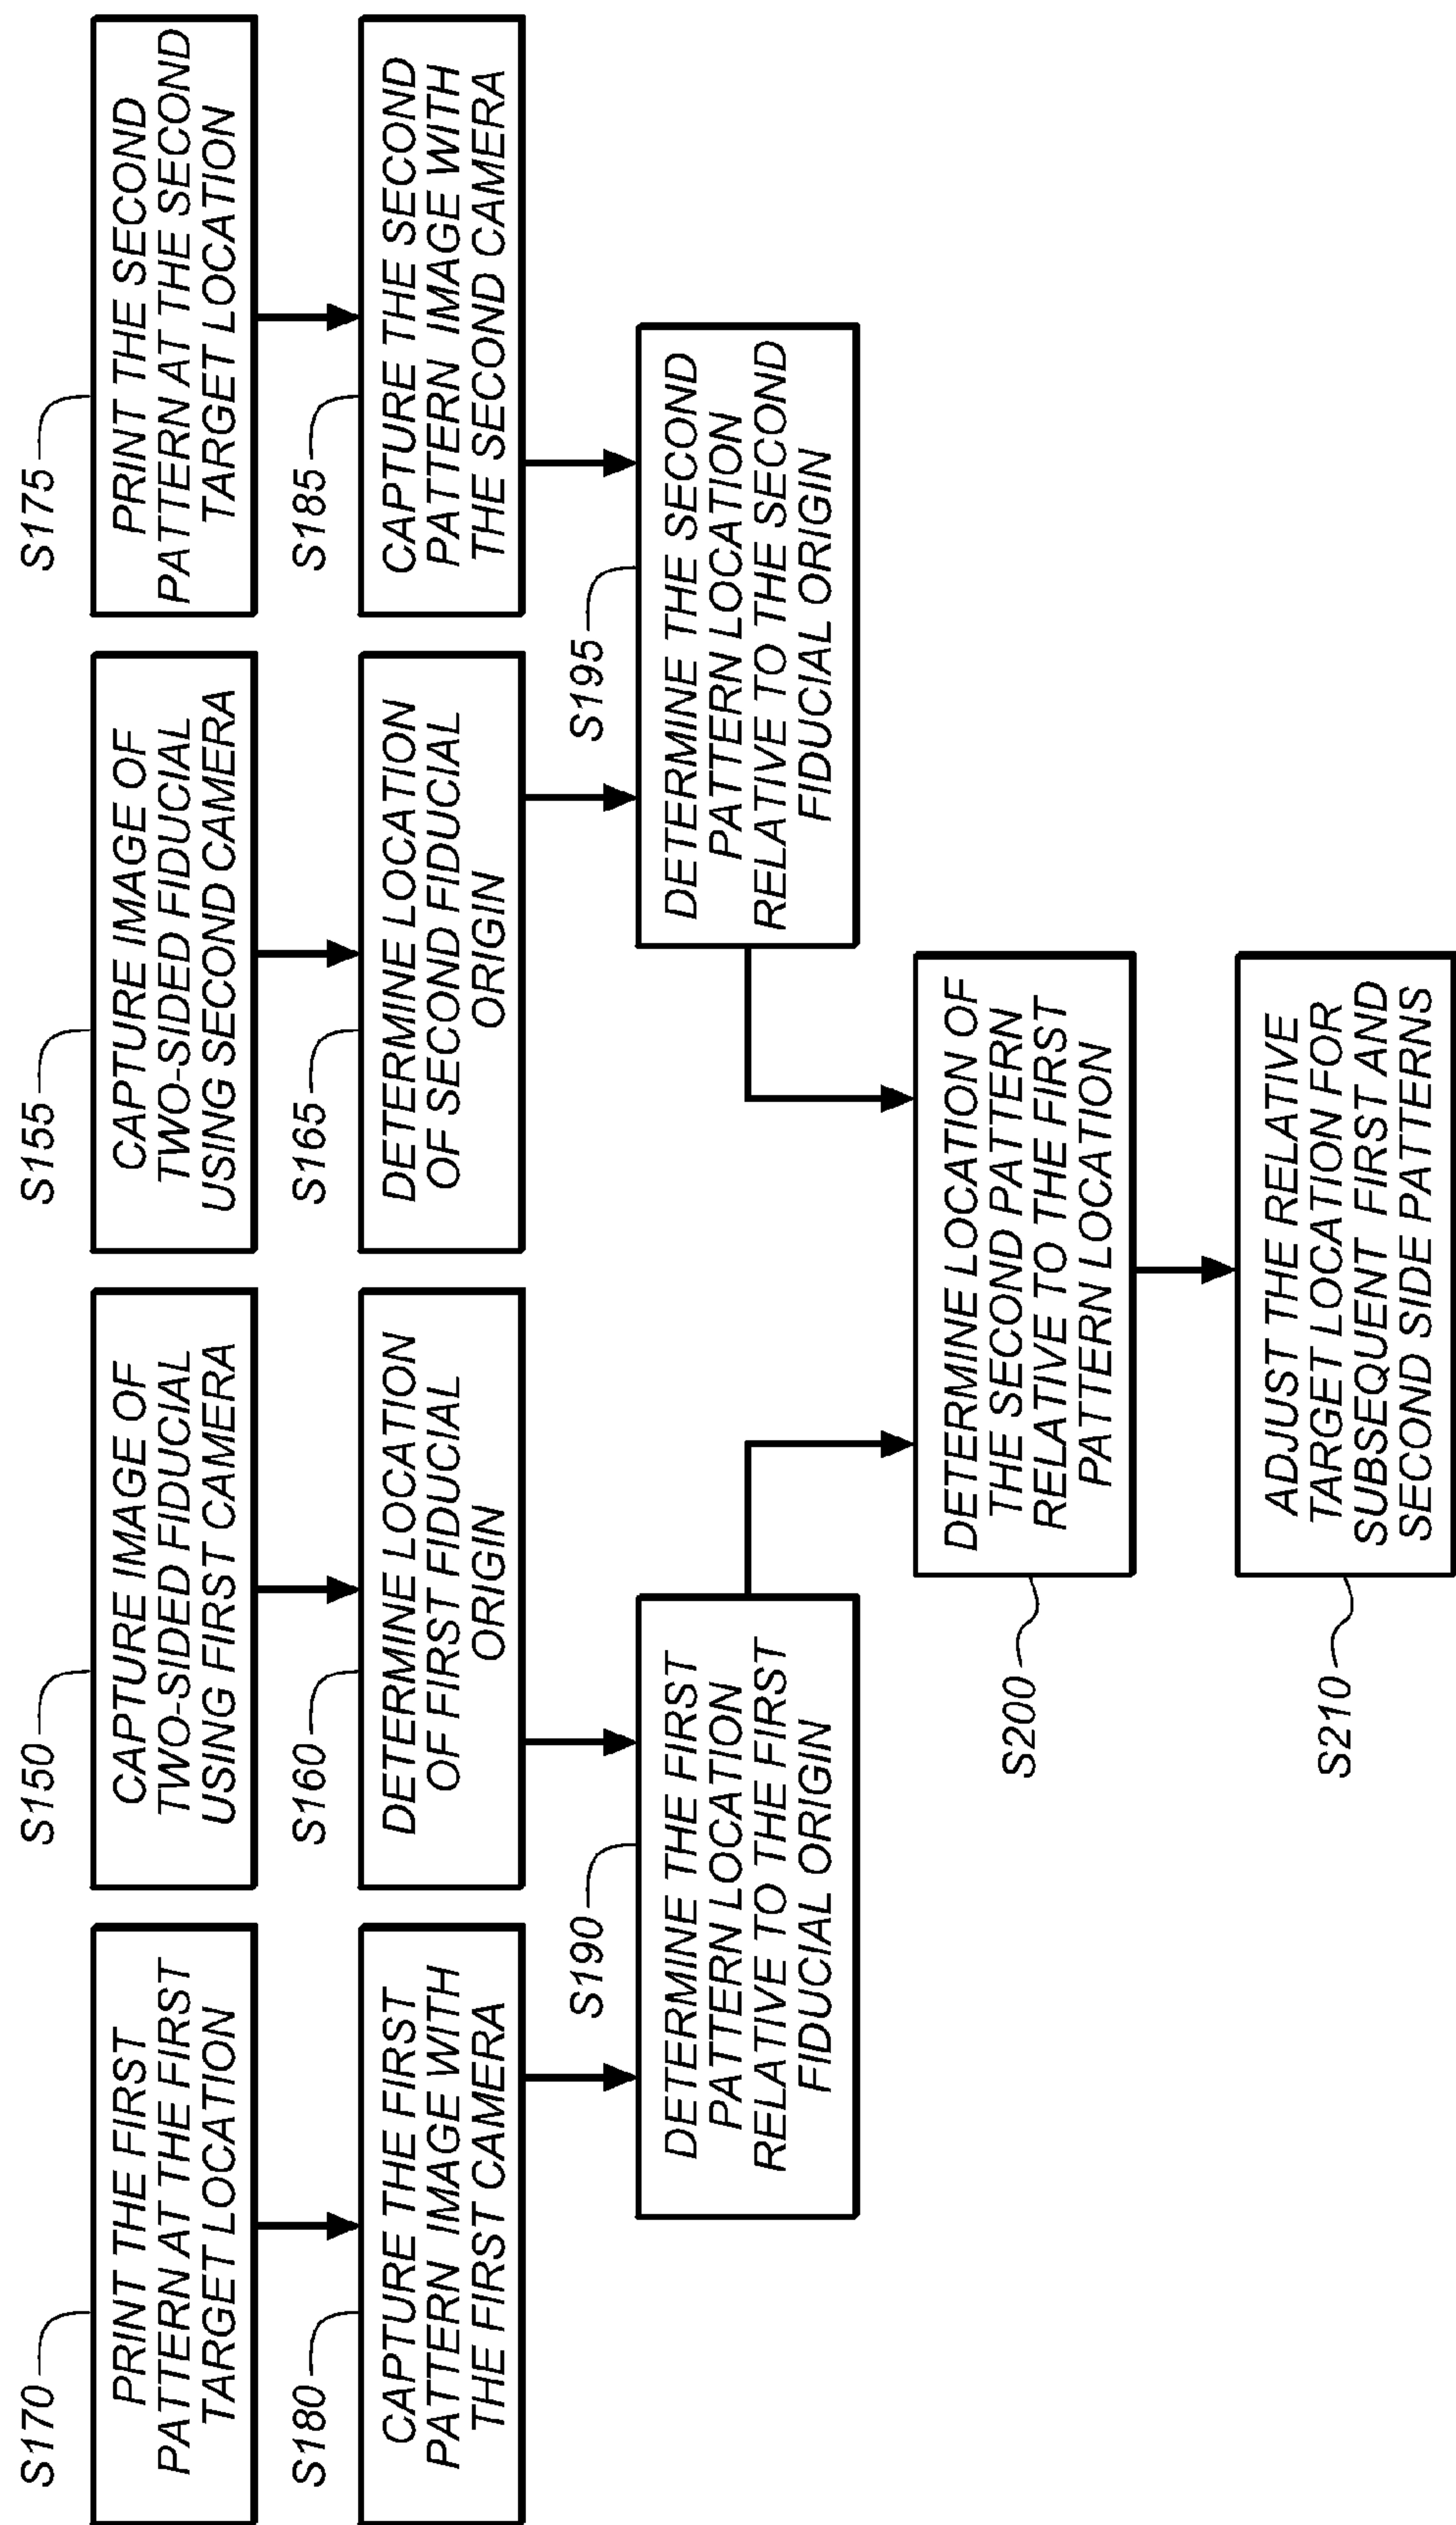 S170
PRINT THE FIRST
PATTERN AT THE FIRST
TARGET LOCATION
S150
CAPTURE IMAGE OF
TWO-SIDED FIDUCIAL
USING FIRST CAMERA
S155
CAPTURE IMAGE OF
TWO-SIDED FIDUCIAL
USING SECOND CAMERA
S175
PRINT THE SECOND
PATTERN AT THE SECOND
TARGET LOCATION
S180
CAPTURE THE FIRST
PATTERN IMAGE WITH
THE FIRST CAMERA
S160
DETERMINE LOCATION
OF FIRST FIDUCIAL
ORIGIN
S165
DETERMINE LOCATION
OF SECOND FIDUCIAL
ORIGIN
S185
CAPTURE THE SECOND
PATTERN IMAGE WITH
THE SECOND CAMERA
S190
DETERMINE THE FIRST
PATTERN LOCATION
RELATIVE TO THE FIRST
FIDUCIAL ORIGIN
S195
DETERMINE THE SECOND
PATTERN LOCATION
RELATIVE TO THE SECOND
FIDUCIAL ORIGIN
S200
DETERMINE LOCATION OF
THE SECOND PATTERN
RELATIVE TO THE FIRST
PATTERN LOCATION
S210
ADJUST THE RELATIVE
TARGET LOCATION FOR
SUBSEQUENT FIRST AND
SECOND SIDE PATTERNS